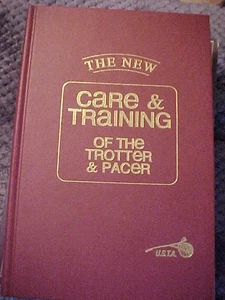 THE NEW
CARE &
TRAINING
OF THE
TROTTER
& PACER
U.S.T.A.